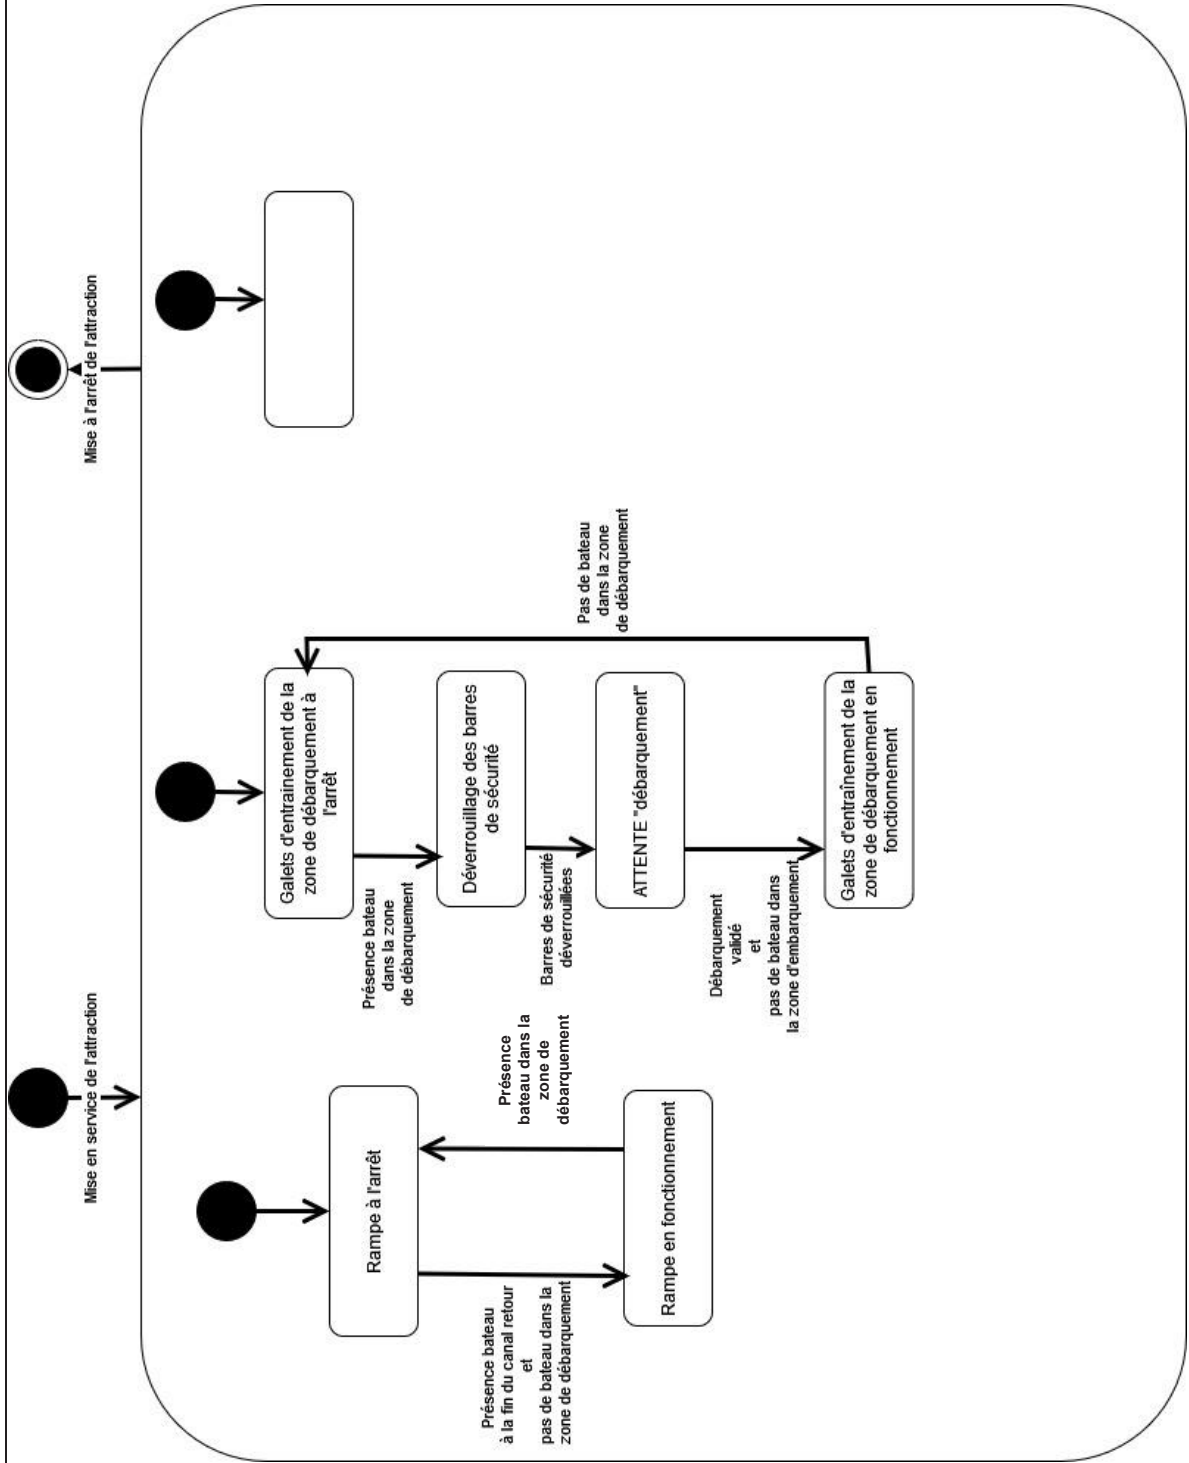 Mise en service de l'attraction
Mise à l'arrêt de l'attraction
Rampe à l'arrêt
Présence bateau
à la fin du canal retour
et
pas de bateau dans la
zone de débarquement
Présence
bateau dans la
zone de
débarquement
Rampe en fonctionnement
Galets d'entrainement de la
zone de débarquement à
l'arrêt
Présence bateau
dans la zone
de débarquement
Déverrouillage des barres
de sécurité
Barres de sécurité
déverrouillées
ATTENTE "débarquement"
Débarquement
validé
et
pas de bateau dans
la zone d'embarquement
Galets d'entraînement de la
zone de débarquement en
fonctionnement
Pas de bateau
dans la zone
de débarquement